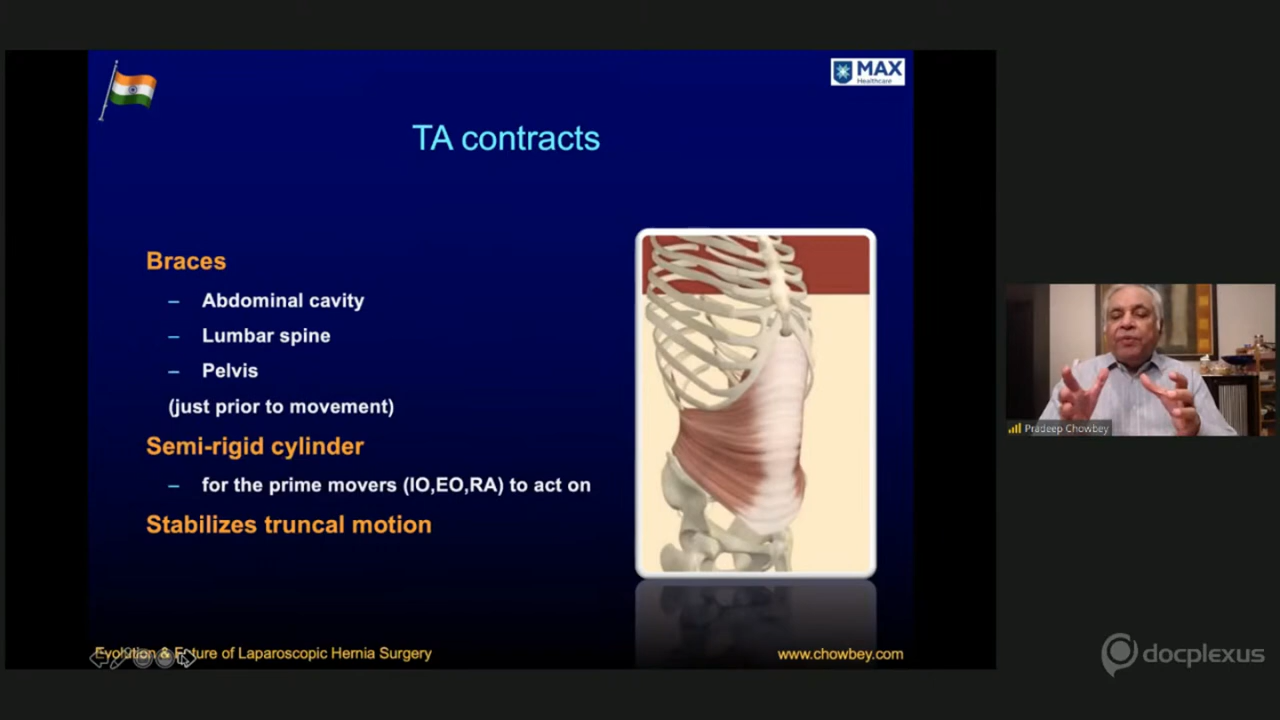 MAX
Healthcare
TA contracts
Braces
– Abdominal cavity
– Lumbar spine
– Pelvis
(just prior to movement)
Semi-rigid cylinder
– for the prime movers (IO,EO,RA) to act on
Stabilizes truncal motion
Evolution & Future of Laparoscopic Hernia Surgery
www.chowbey.com
Pradeep Chowbey
docplexus